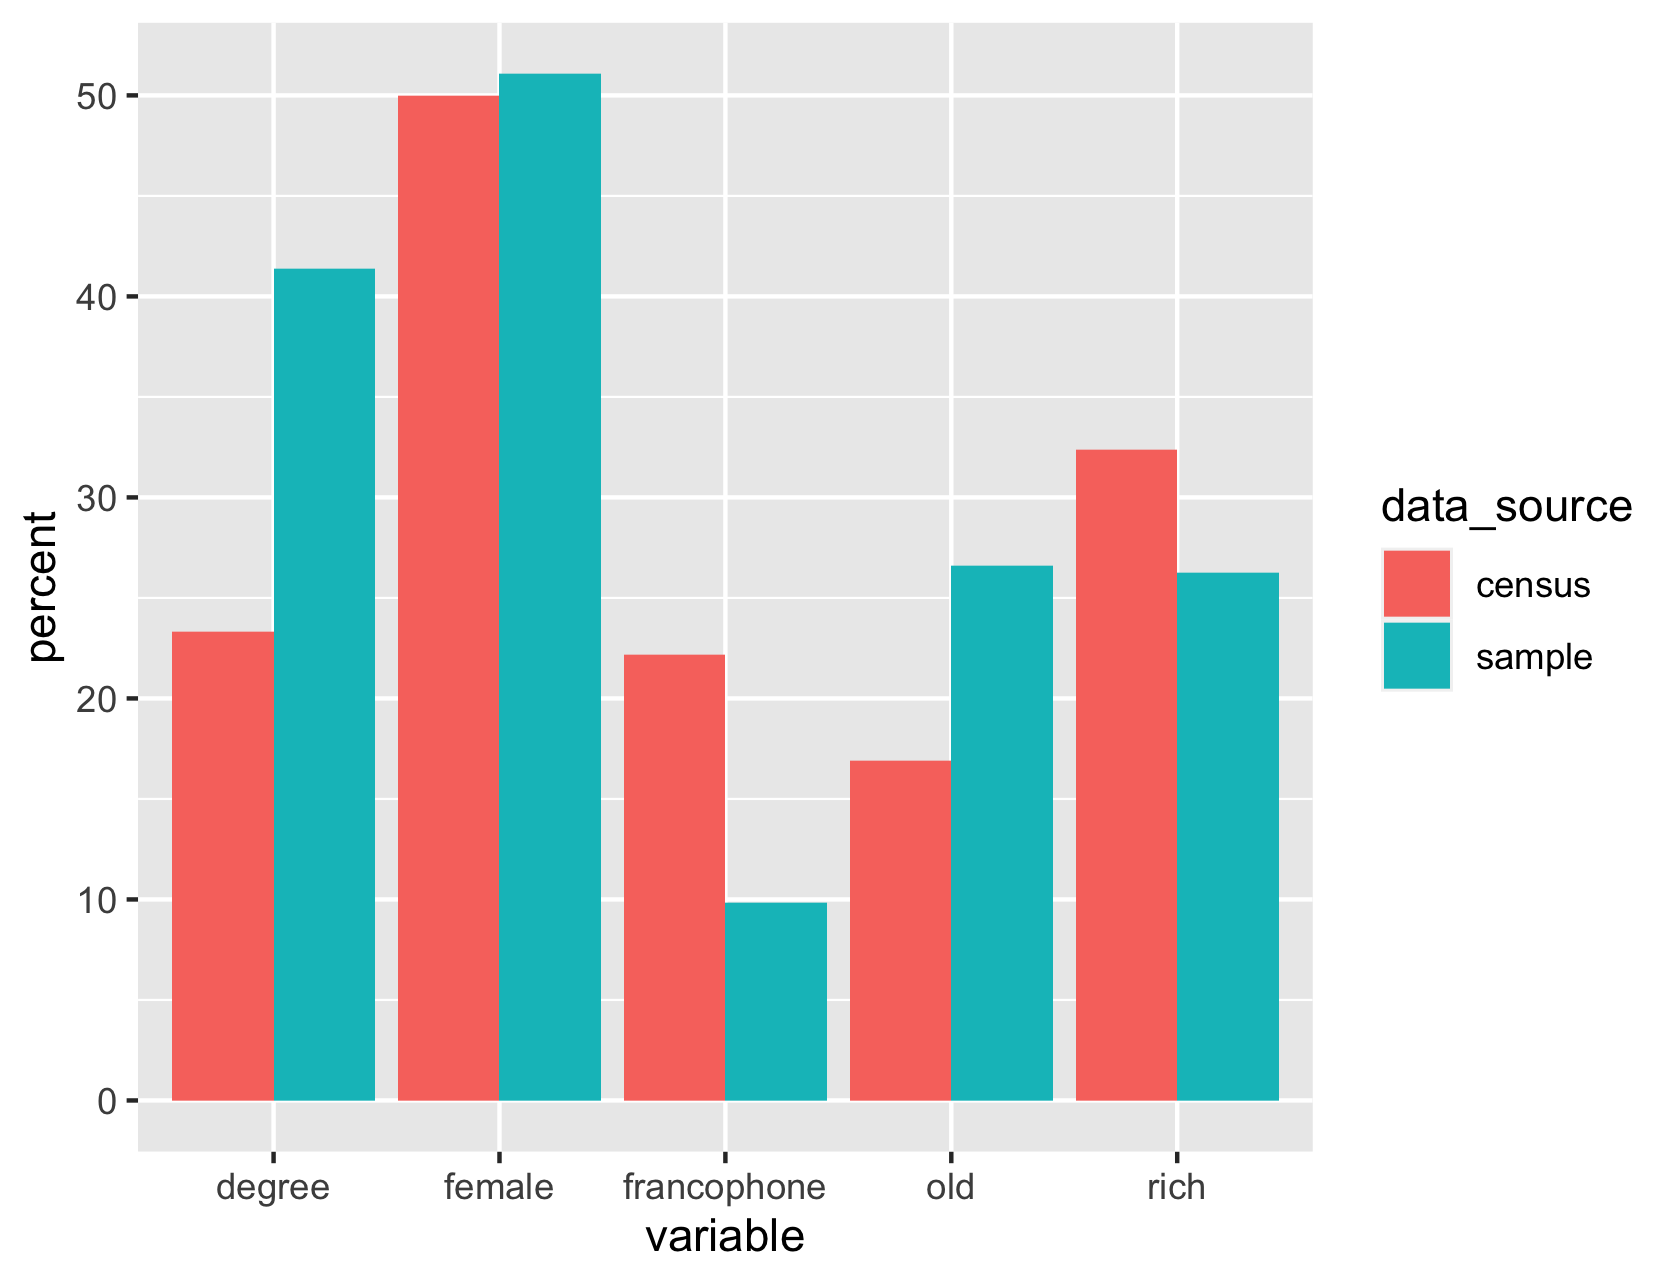 50
40
30
20
10
0
percent
degree female francophone old rich
variable
data_source
census
sample